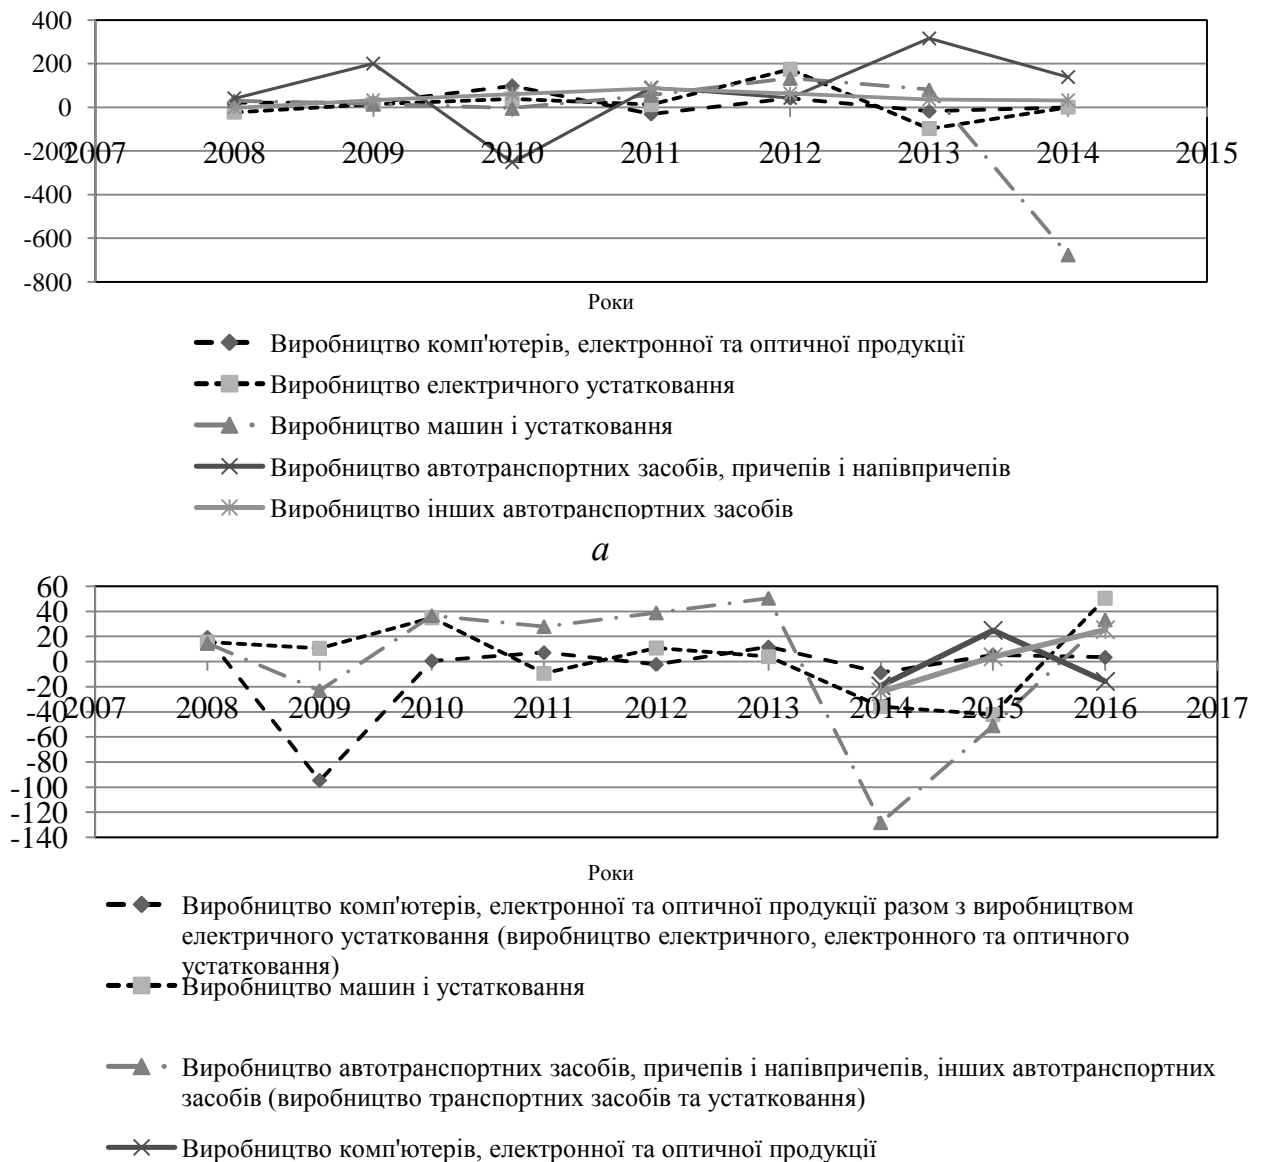 400
200
0
-200
-400
-600
-800
2007 2008 2009 2010 2011 2012 2013 2014 2015
Роки
Виробництво комп'ютерів, електронної та оптичної продукції
Виробництво електричного устатковання
Виробництво машин і устатковання
Виробництво автотранспортних засобів, причепів і напівпричепів
Виробництво інших автотранспортних засобів
а
60
40
20
0
-20
-40
-60
-80
-100
-120
-140
2007 2008 2009 2010 2011 2012 2013 2014 2015 2016 2017
Роки
Виробництво комп'ютерів, електронної та оптичної продукції разом з виробництвом
електричного устатковання (виробництво електричного, електронного та оптичного
устатковання)
Виробництво машин і устатковання
Виробництво автотранспортних засобів, причепів і напівпричепів, інших автотранспортних
засобів (виробництво транспортних засобів та устатковання)
Виробництво комп'ютерів, електронної та оптичної продукції